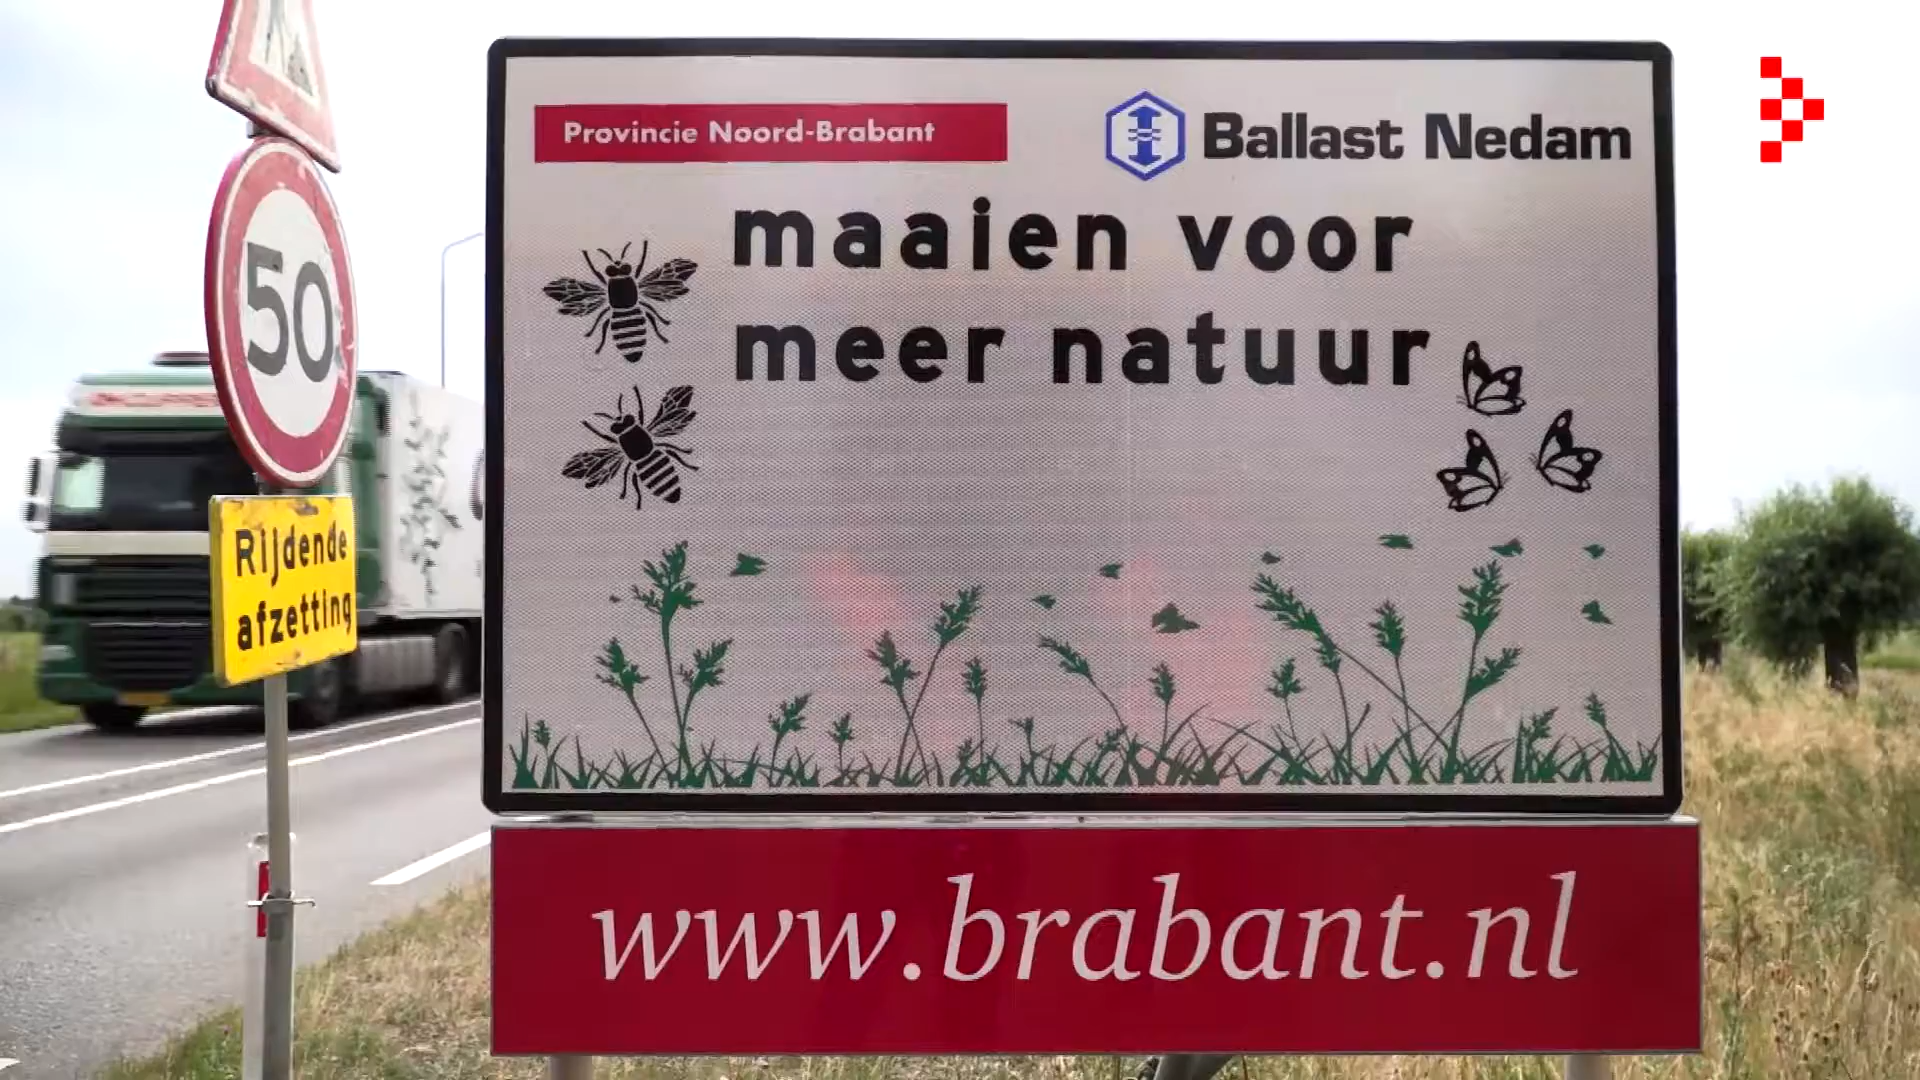 50
Rijdende
afzetting
Provincie Noord-Brabant
Ballast Nedam
maaien voor
meer natuur
www.brabant.nl